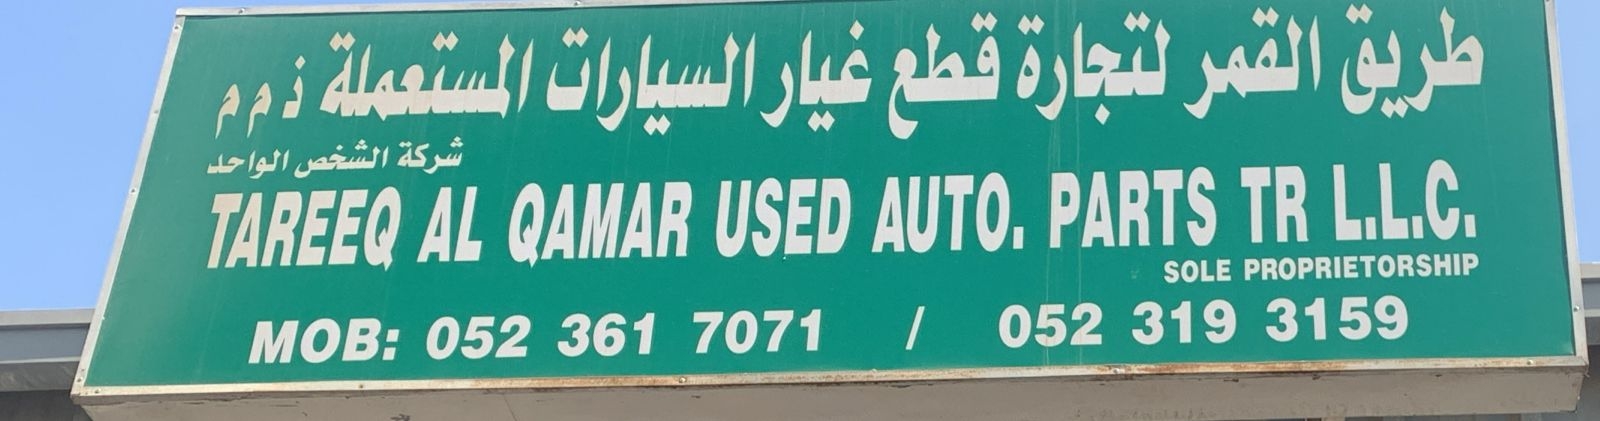 طريق القمر لتجارة قطع غيار السيارات المستعملة ذ م م
شركة الشخص الواحد
TAREEQ AL QAMAR USED AUTO. PARTS TR L.L.C.
SOLE PROPRIETORSHIP
MOB: 052 361 7071 / 052 319 3159